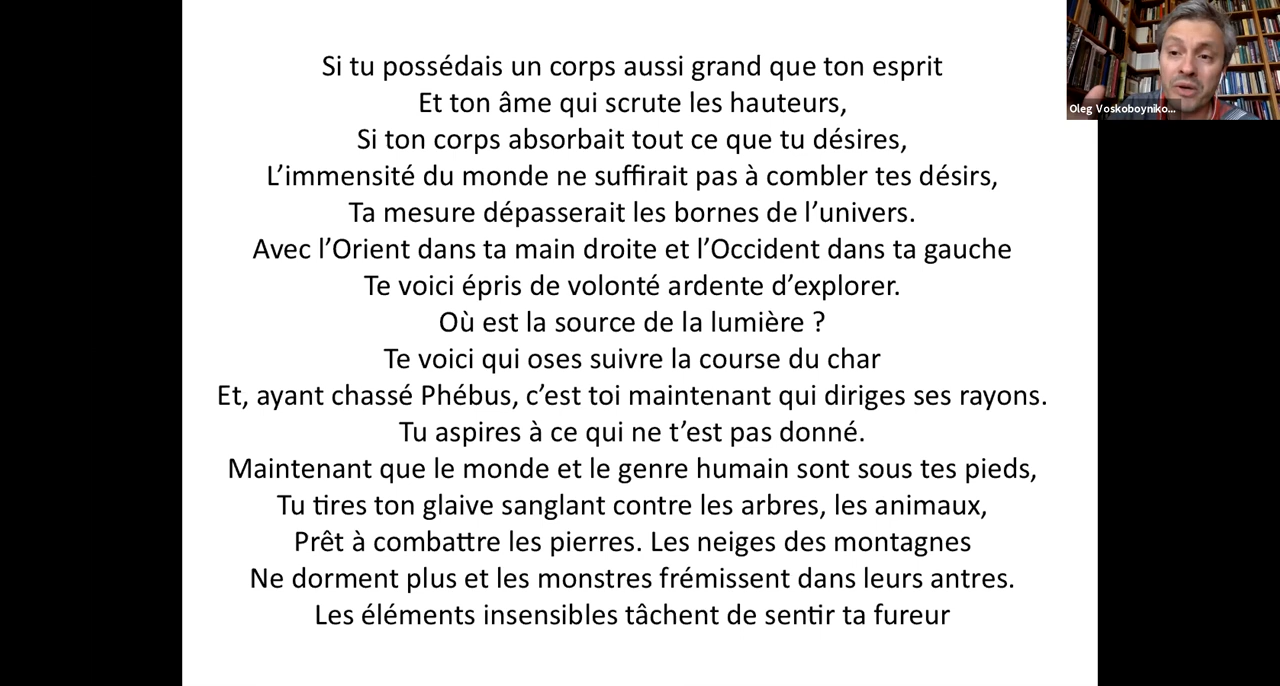 Si tu possédais un corps aussi grand que ton esprit
Et ton âme qui scrute les hauteurs,
Si ton corps absorbait tout ce que tu désires,
L’immensité du monde ne suffirait pas à combler tes désirs,
Ta mesure dépasserait les bornes de l’univers.
Avec l’Orient dans ta main droite et l’Occident dans ta gauche
Te voici épris de volonté ardente d’explorer.
Où est la source de la lumière ?
Te voici qui oses suivre la course du char
Et, ayant chassé Phébus, c’est toi maintenant qui diriges ses rayons.
Tu aspires à ce qui ne t’est pas donné.
Maintenant que le monde et le genre humain sont sous tes pieds,
Tu tires ton glaive sanglant contre les arbres, les animaux,
Prêt à combattre les pierres. Les neiges des montagnes
Ne dorment plus et les monstres frémissent dans leurs antres.
Les éléments insensibles tâchent de sentir ta fureur
Oleg Voskoboyniko...